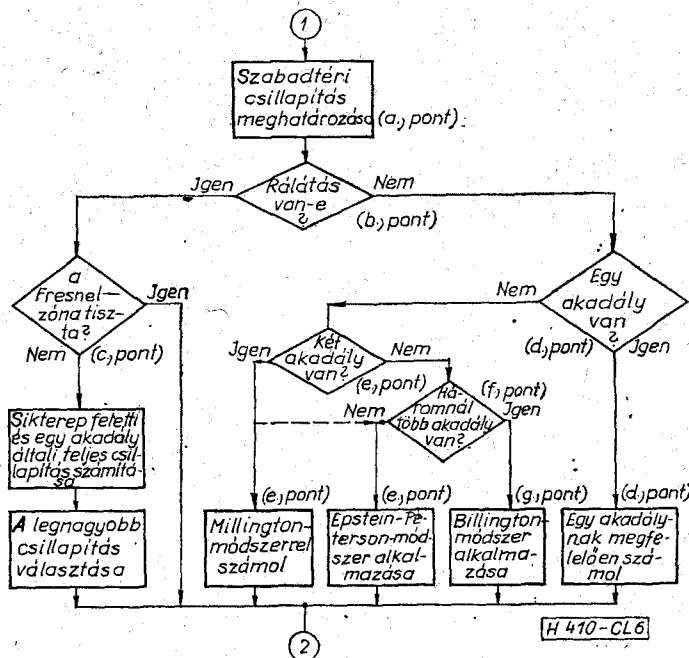 1
Szabadtéri
csillapítás
meghatározása (a., pont)
Jgen
Rálátás
van-e
?
Nem
(b., pont)
a
Fresnel-
zóna tisz-
ta?
Jgen
Nem
(c., pont)
Egy
akadály
van
?
Nem
(d., pont)
Jgen
Két
akadály
van?
Jgen
Nem
(e., pont)
(f., pont)
Há-
romnál
több akadály
van?
Nem
Jgen
Sikterep feletti
és egy akadály
általi teljes csil-
lapítás számítá-
sa
A legnagyobb
csillapítás
választása
(e., pont)
Millington-
módszerrel
számol
(e., pont)
Epstein-Pe-
terson-mód-
szer alkal-
mazása
(g., pont)
Billington-
módszer
alkalma-
zása
(d., pont)
Egy akadály-
nak megfe-
lelően szá-
mol
2
H 410-CL6